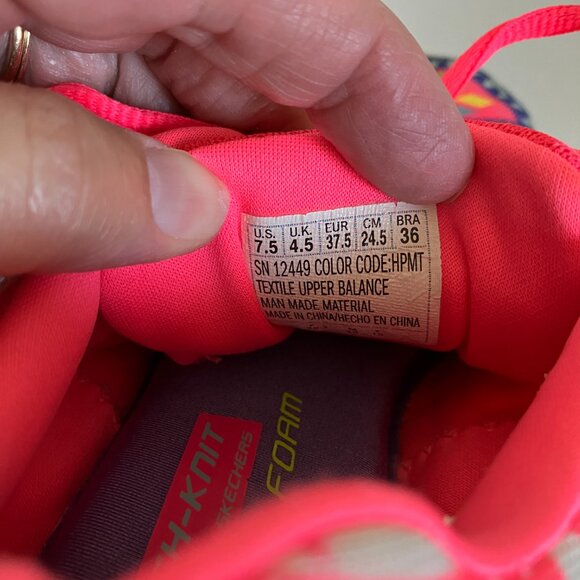 U.S. U.K. EUR CM BRA
7.5 4.5 37.5 24.5 36
SN 12449 COLOR CODE:HPMT
TEXTILE UPPER BALANCE
MAN MADE MATERIAL
MADE IN CHINA/HECHO EN CHINA
-KNIT
SKECHERS
FOAM